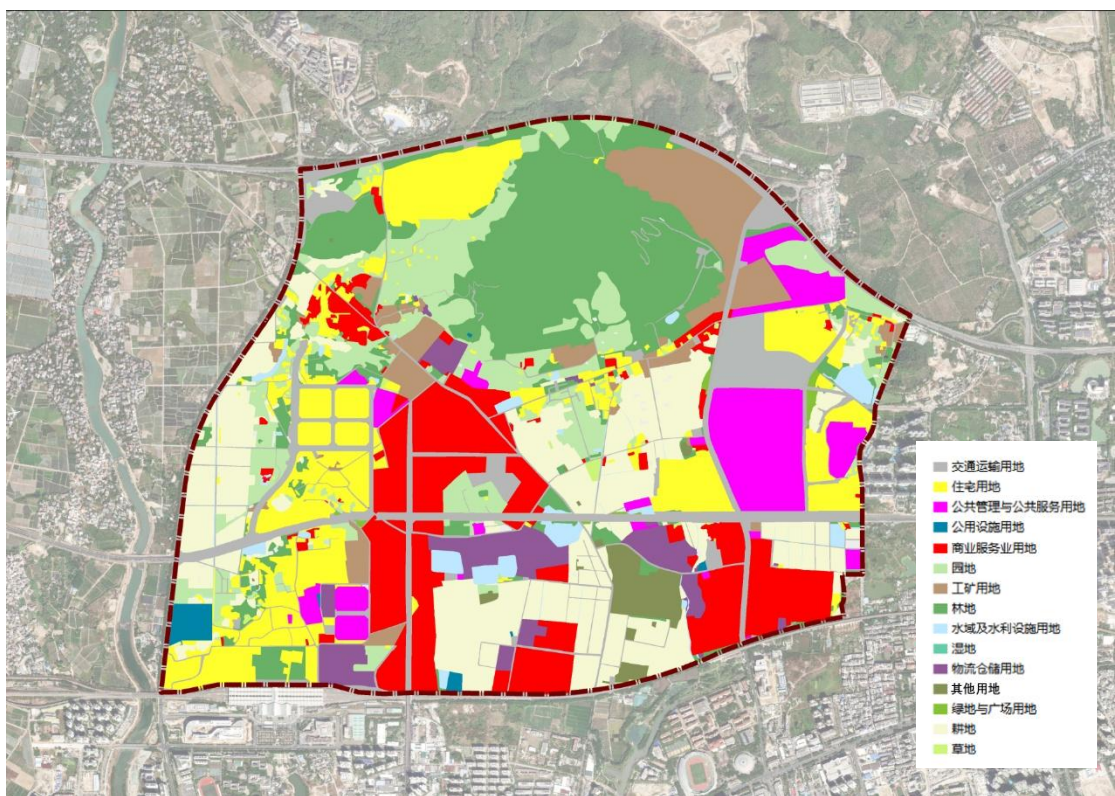 交通运输用地
住宅用地
公共管理与公共服务用地
公用设施用地
商业服务业用地
园地
工矿用地
林地
水域及水利设施用地
湿地
物流仓储用地
其他用地
绿地与广场用地
耕地
草地